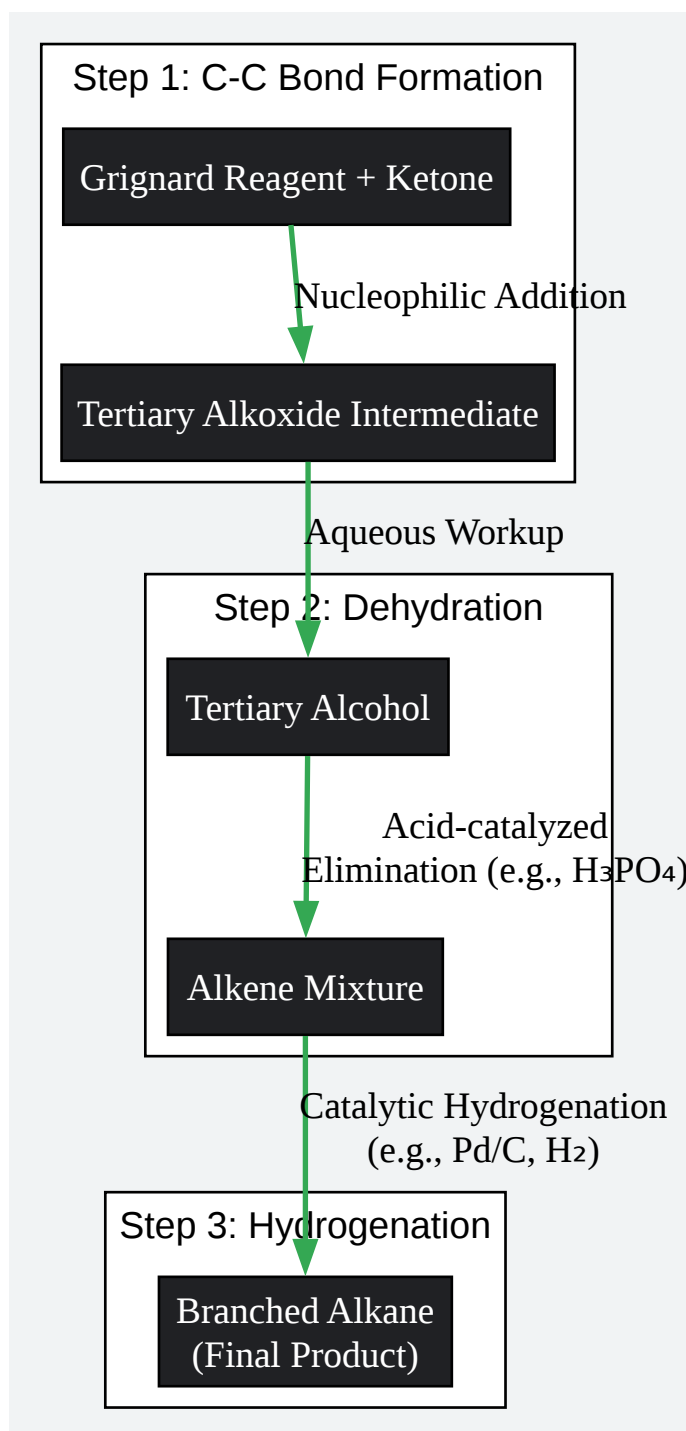 Step 1: C-C Bond Formation
Grignard Reagent + Ketone
Nucleophilic Addition
Tertiary Alkoxide Intermediate
Aqueous Workup
Step 2: Dehydration
Tertiary Alcohol
Acid-catalyzed
Elimination (e.g., H₃PO₄)
Alkene Mixture
Catalytic Hydrogenation
(e.g., Pd/C, H₂)
Step 3: Hydrogenation
Branched Alkane
(Final Product)